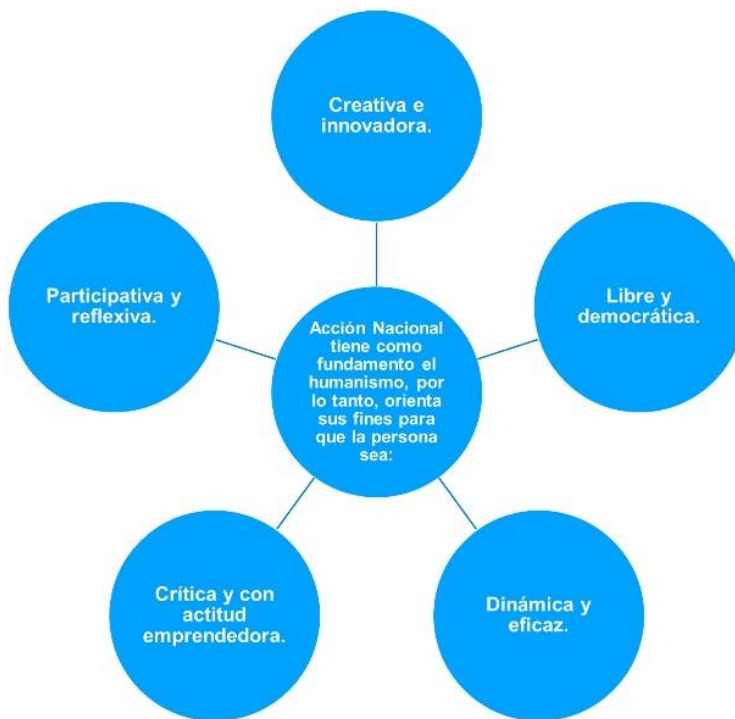 Creativa e
innovadora.
Participativa y
reflexiva.
Libre y
democrática.
Acción Nacional
tiene como
fundamento el
humanismo, por
lo tanto, orienta
sus fines para
que la persona
sea:
Crítica y con
actitud
emprendedora.
Dinámica y
eficaz.